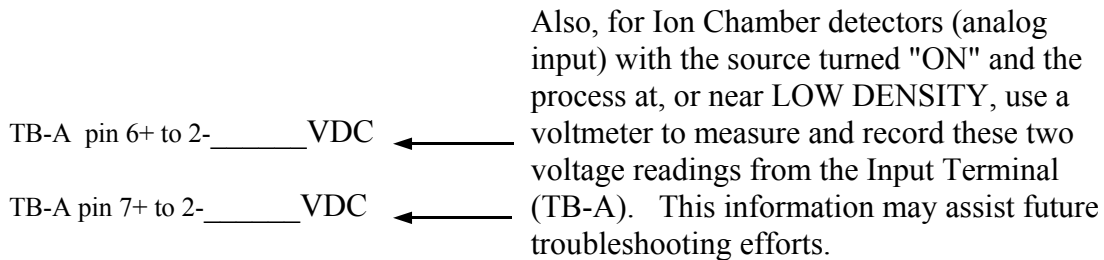 TB-A pin 6+ to 2-_______VDC
TB-A pin 7+ to 2-_______VDC
Also, for Ion Chamber detectors (analog
input) with the source turned "ON" and the
process at, or near LOW DENSITY, use a
voltmeter to measure and record these two
voltage readings from the Input Terminal
(TB-A). This information may assist future
troubleshooting efforts.